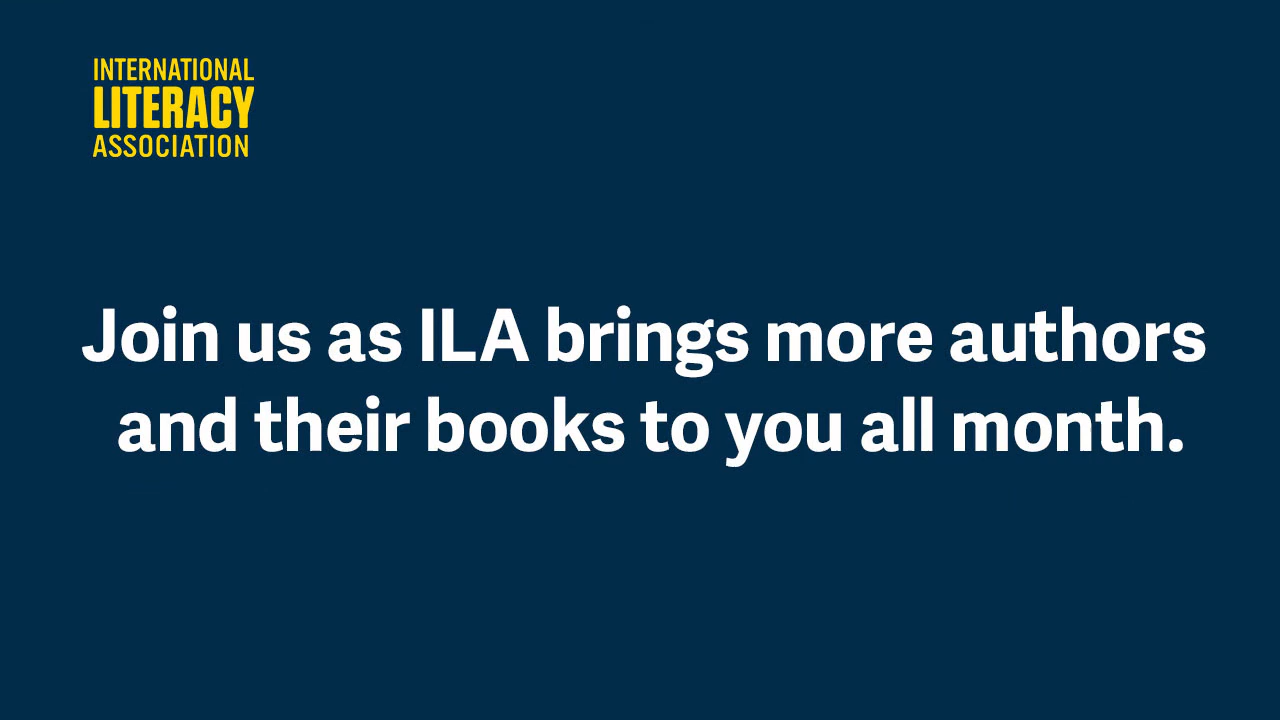 INTERNATIONAL
LITERACY
ASSOCIATION
Join us as ILA brings more authors
and their books to you all month.